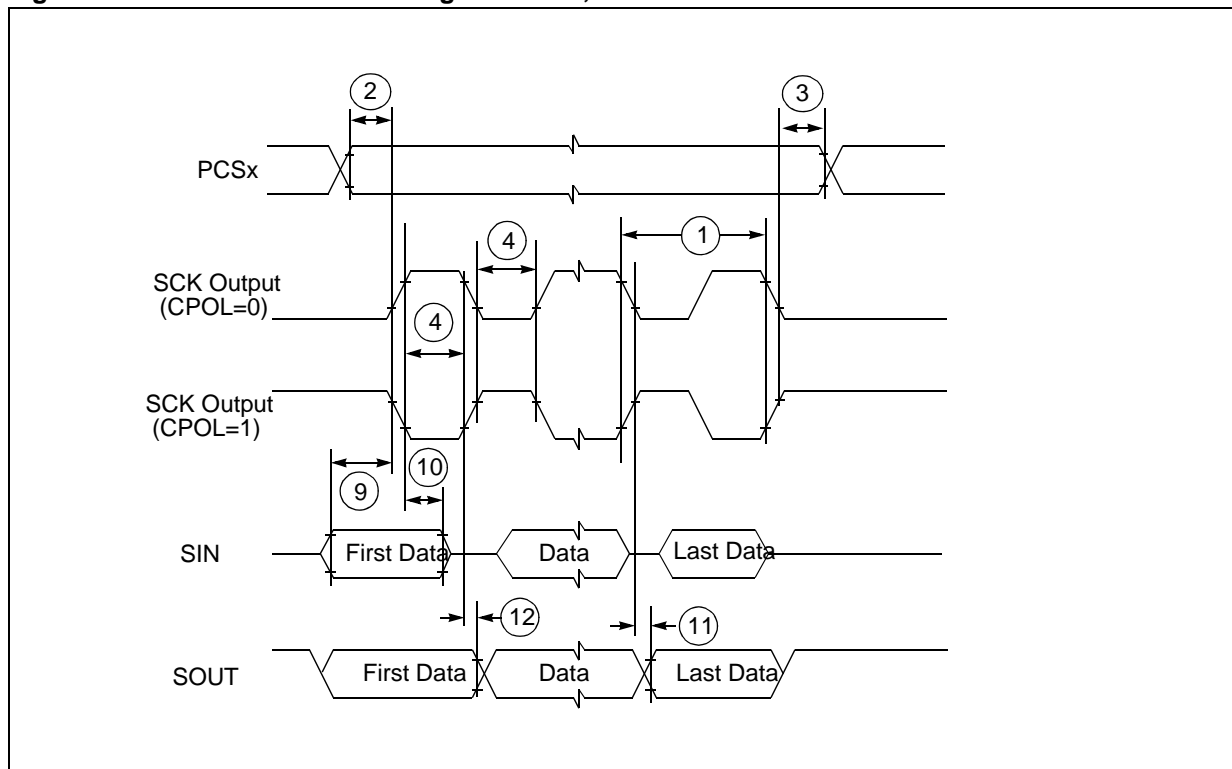 2
3
PCSx
4
1
SCK Output
(CPOL=0)
4
SCK Output
(CPOL=1)
10
9
SIN
First Data
Data
Last Data
12
11
SOUT
First Data
Data
Last Data